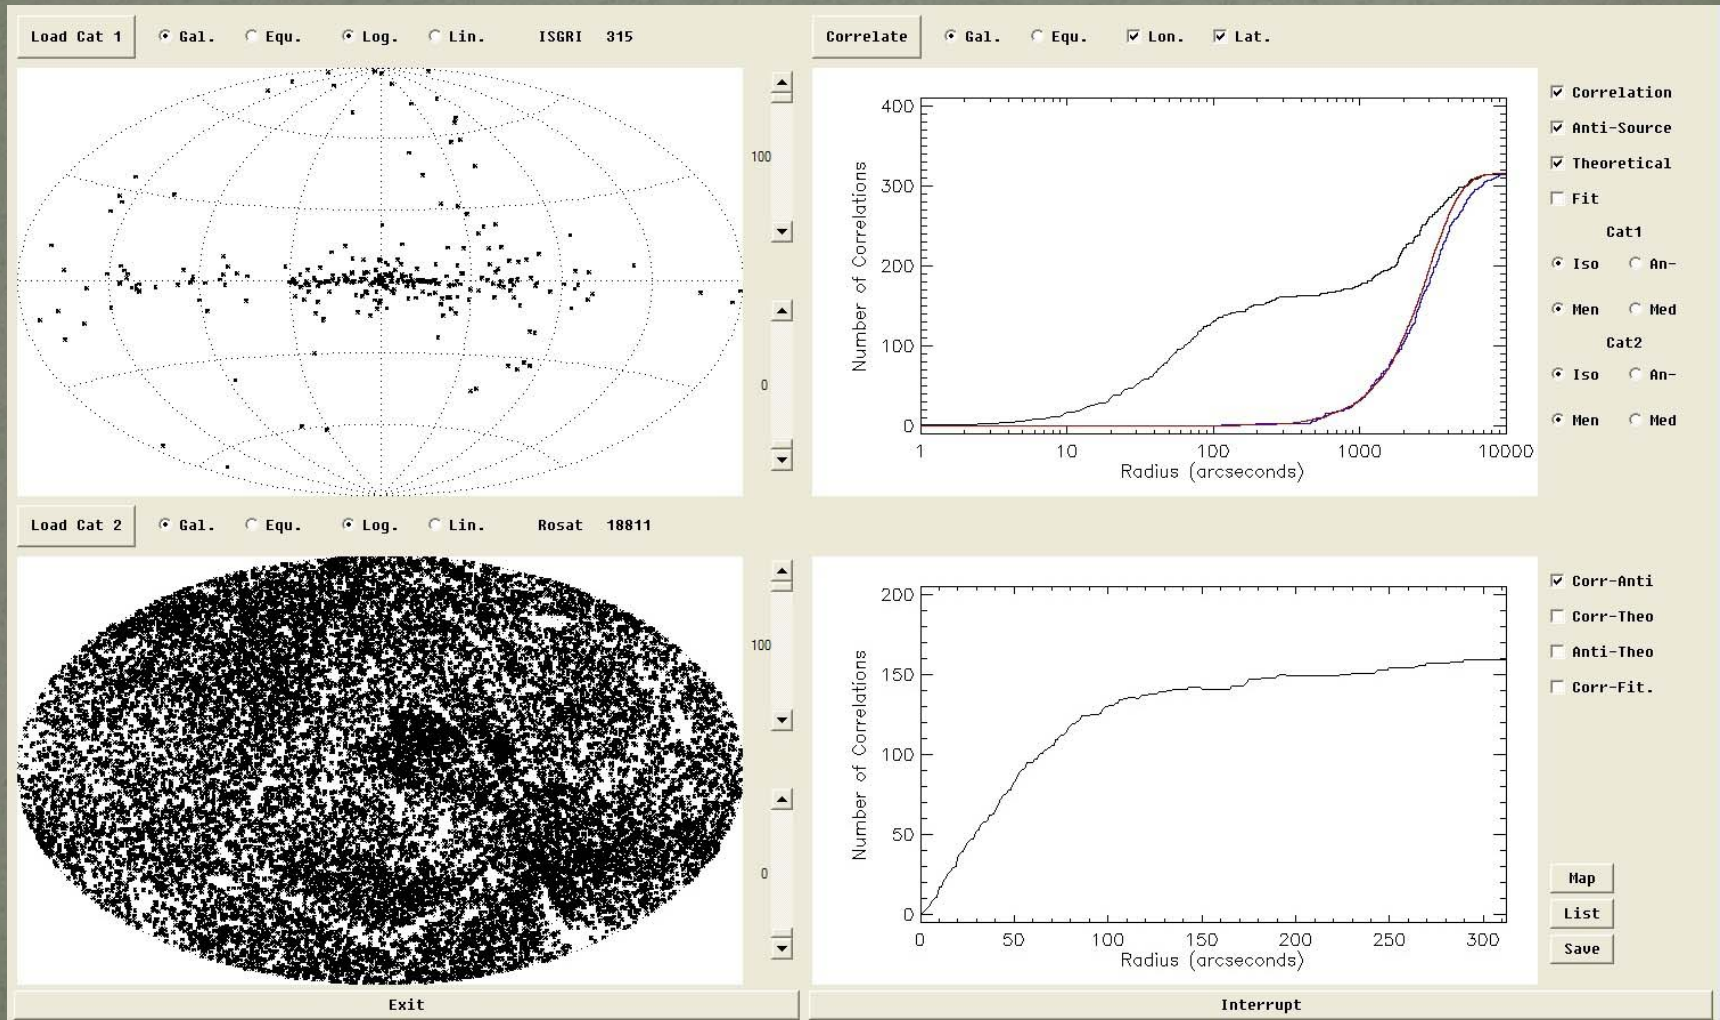 Load Cat 1 Gal. Equ. Log. Lin. ISGRI 315
100
0
Correlate Gal. Equ. Lon. Lat.
400
300
200
100
0
Number of Correlations
1 10 100 1000 10000
Radius (arcseconds)
Correlation
Anti-Source
Theoretical
Fit
Cat1
Iso An-
Men Med
Cat2
Iso An-
Men Med
Load Cat 2 Gal. Equ. Log. Lin. Rosat 18811
100
0
200
150
100
50
0
Number of Correlations
0 50 100 150 200 250 300
Radius (arcseconds)
Corr-Anti
Corr-Theo
Anti-Theo
Corr-Fit.
Map
List
Save
Exit
Interrupt